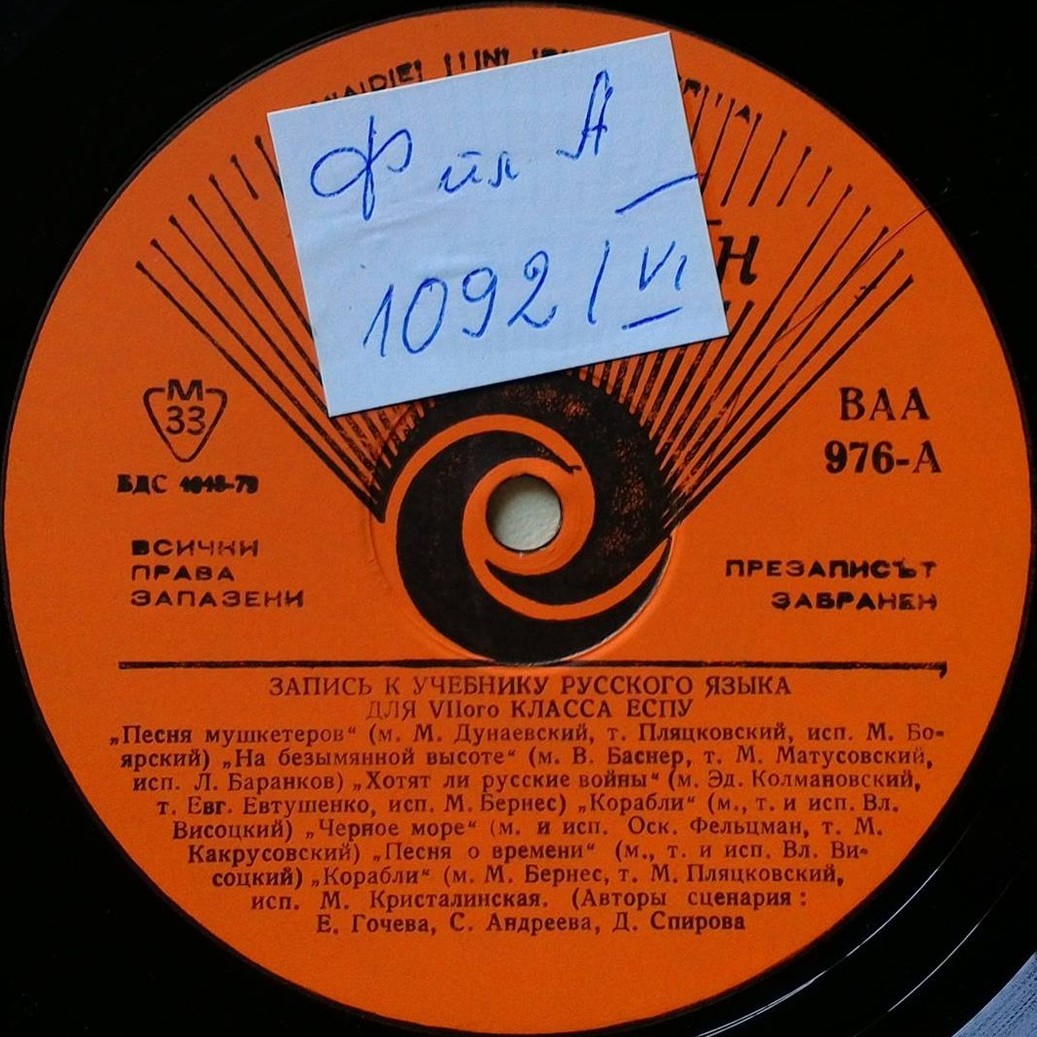 Ф ил А
1092 / VI
М
33
БДС 4048-79
ВАА
976-А
ВСИЧКИ
ПРАВА
ЗАПАЗЕНИ
ПРЕЗАПИСЪТ
ЗАБРАНЕН
ЗАПИСЬ К УЧЕБНИКУ РУССКОГО ЯЗЫКА
ДЛЯ VIIого КЛАССА ЕСПУ
„Песня мушкетеров“ (м. М. Дунаевский, т. Пляцковский, исп. М. Бо-
ярский) „На безымянной высоте“ (м. В. Баснер, т. М. Матусовский,
исп. Л. Баранков) „Хотят ли русские войны“ (м. Эд. Колмановский,
т. Евг. Евтушенко, исп. М. Бернес) „Корабли“ (м., т. и исп. Вл.
Висоцкий) „Черное море“ (м. и исп. Оск. Фельцман, т. М.
Какрусовский) „Песня о времени“ (м., т. и исп. Вл. Ви-
соцкий) „Корабли“ (м. М. Бернес, т. М. Пляцковский,
исп. М. Кристалинская. (Авторы сценария :
Е. Гочева, С. Андреева, Д. Спирова